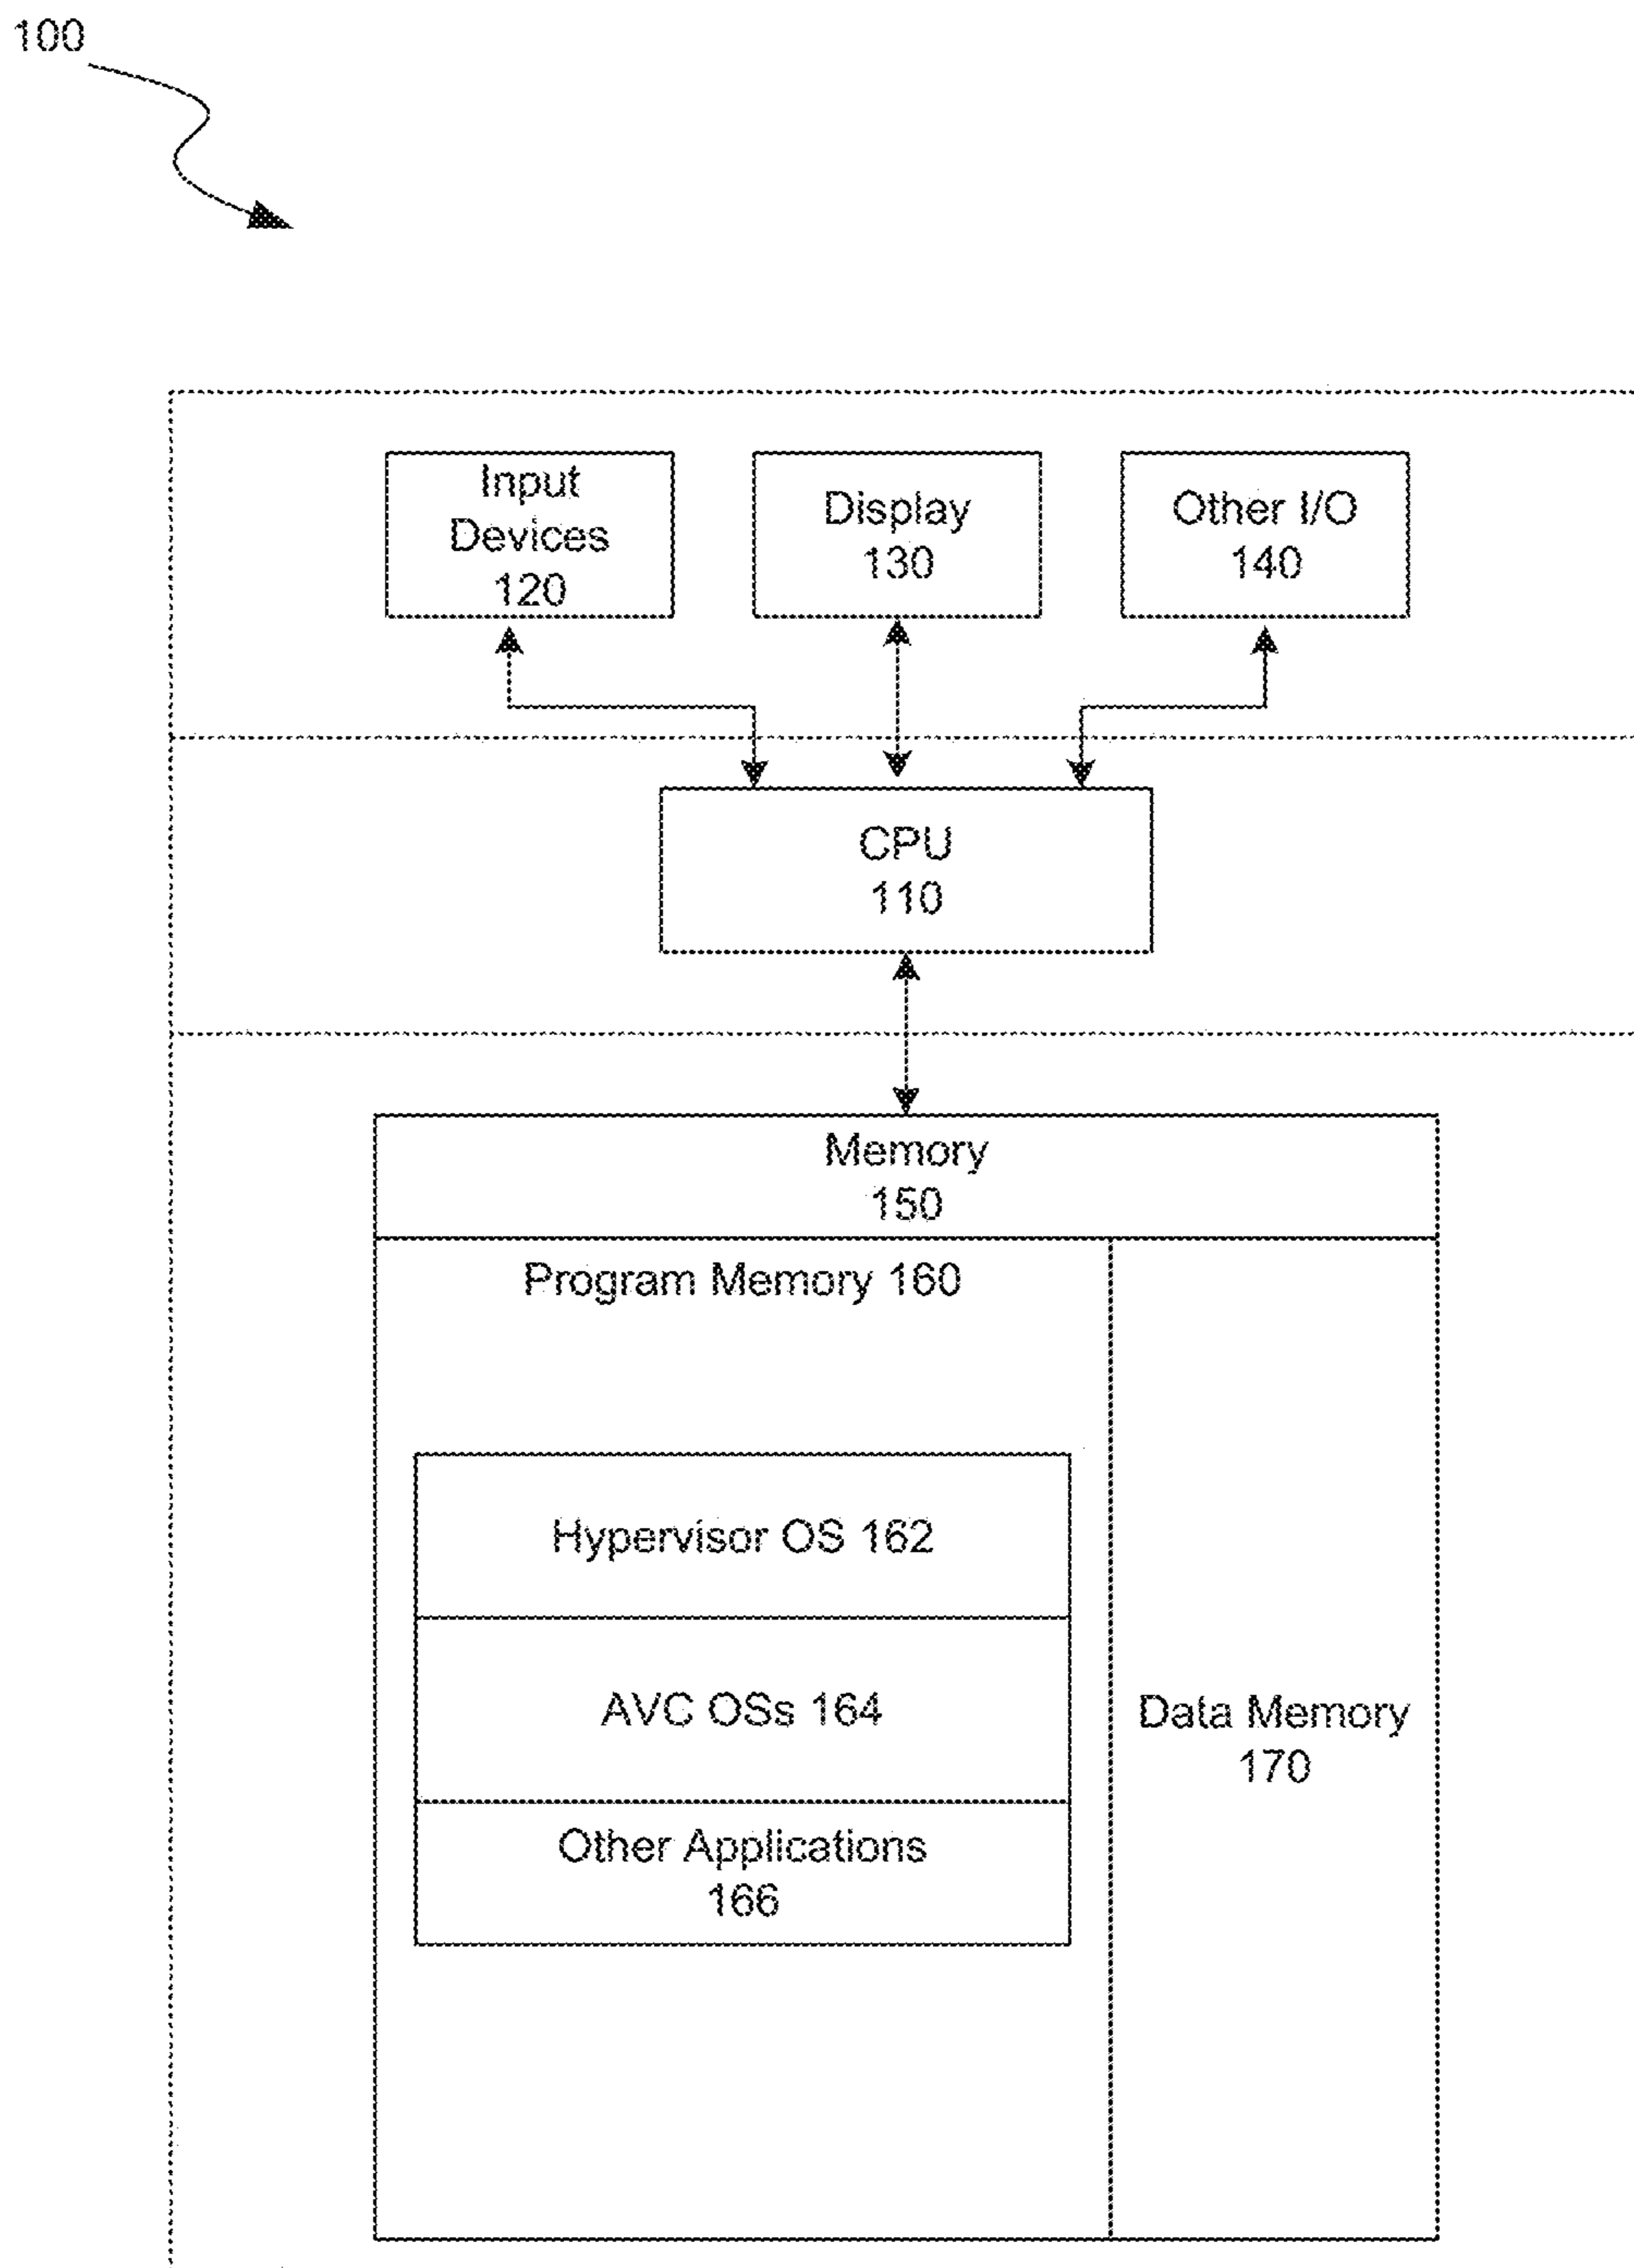 100
Input
Devices
120
Display
130
Other I/O
140
CPU
110
Memory
150
Program Memory 160
Hypervisor OS 162
AVC OSs 164
Other Applications
166
Data Memory
170